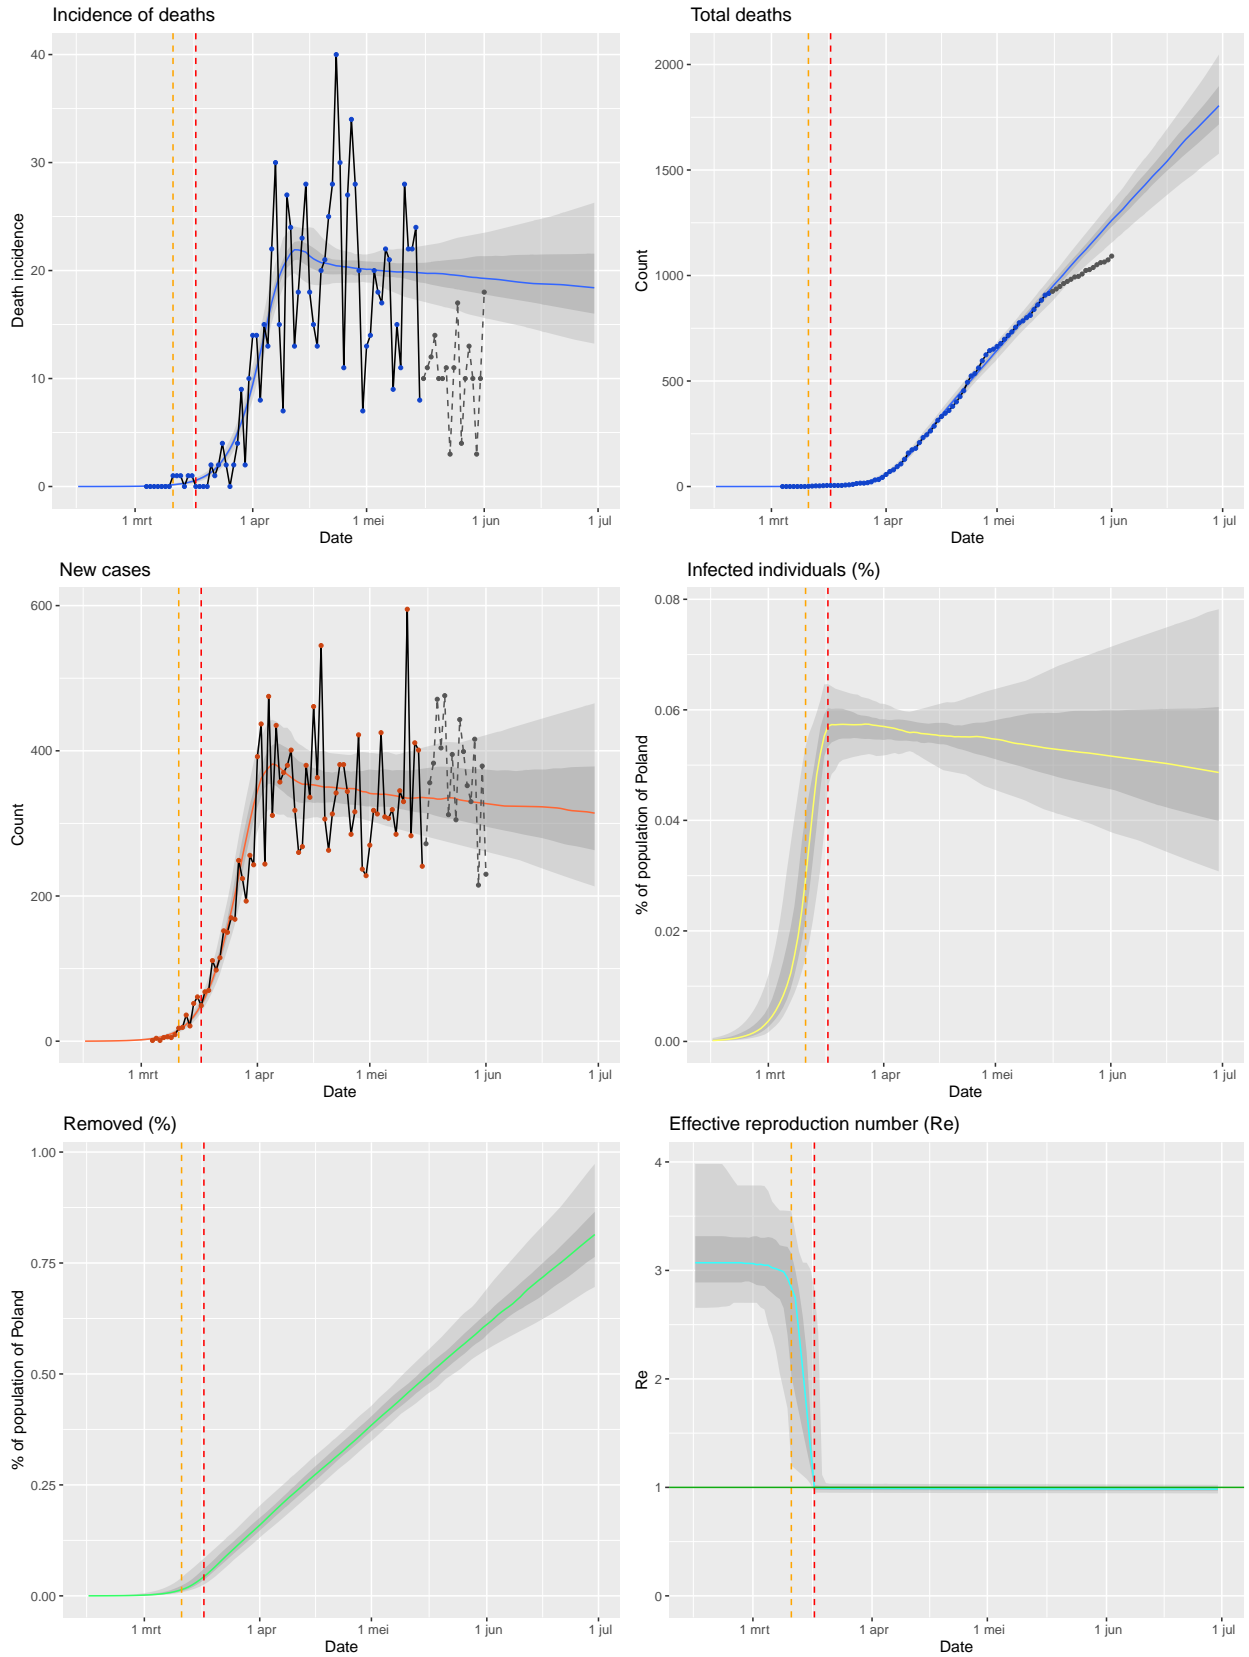 Incidence of deaths
Death incidence
40
30
20
10
0
1 mrt 1 apr 1 mei 1 jun 1 jul
Date
Total deaths
Count
2000
1500
1000
500
0
1 mrt 1 apr 1 mei 1 jun 1 jul
Date
New cases
Count
600
400
200
0
1 mrt 1 apr 1 mei 1 jun 1 jul
Date
Infected individuals (%)
% of population of Poland
0.08
0.06
0.04
0.02
0.00
1 mrt 1 apr 1 mei 1 jun 1 jul
Date
Removed (%)
% of population of Poland
1.00
0.75
0.50
0.25
0.00
1 mrt 1 apr 1 mei 1 jun 1 jul
Date
Effective reproduction number (Re)
Re
4
3
2
1
0
1 mrt 1 apr 1 mei 1 jun 1 jul
Date